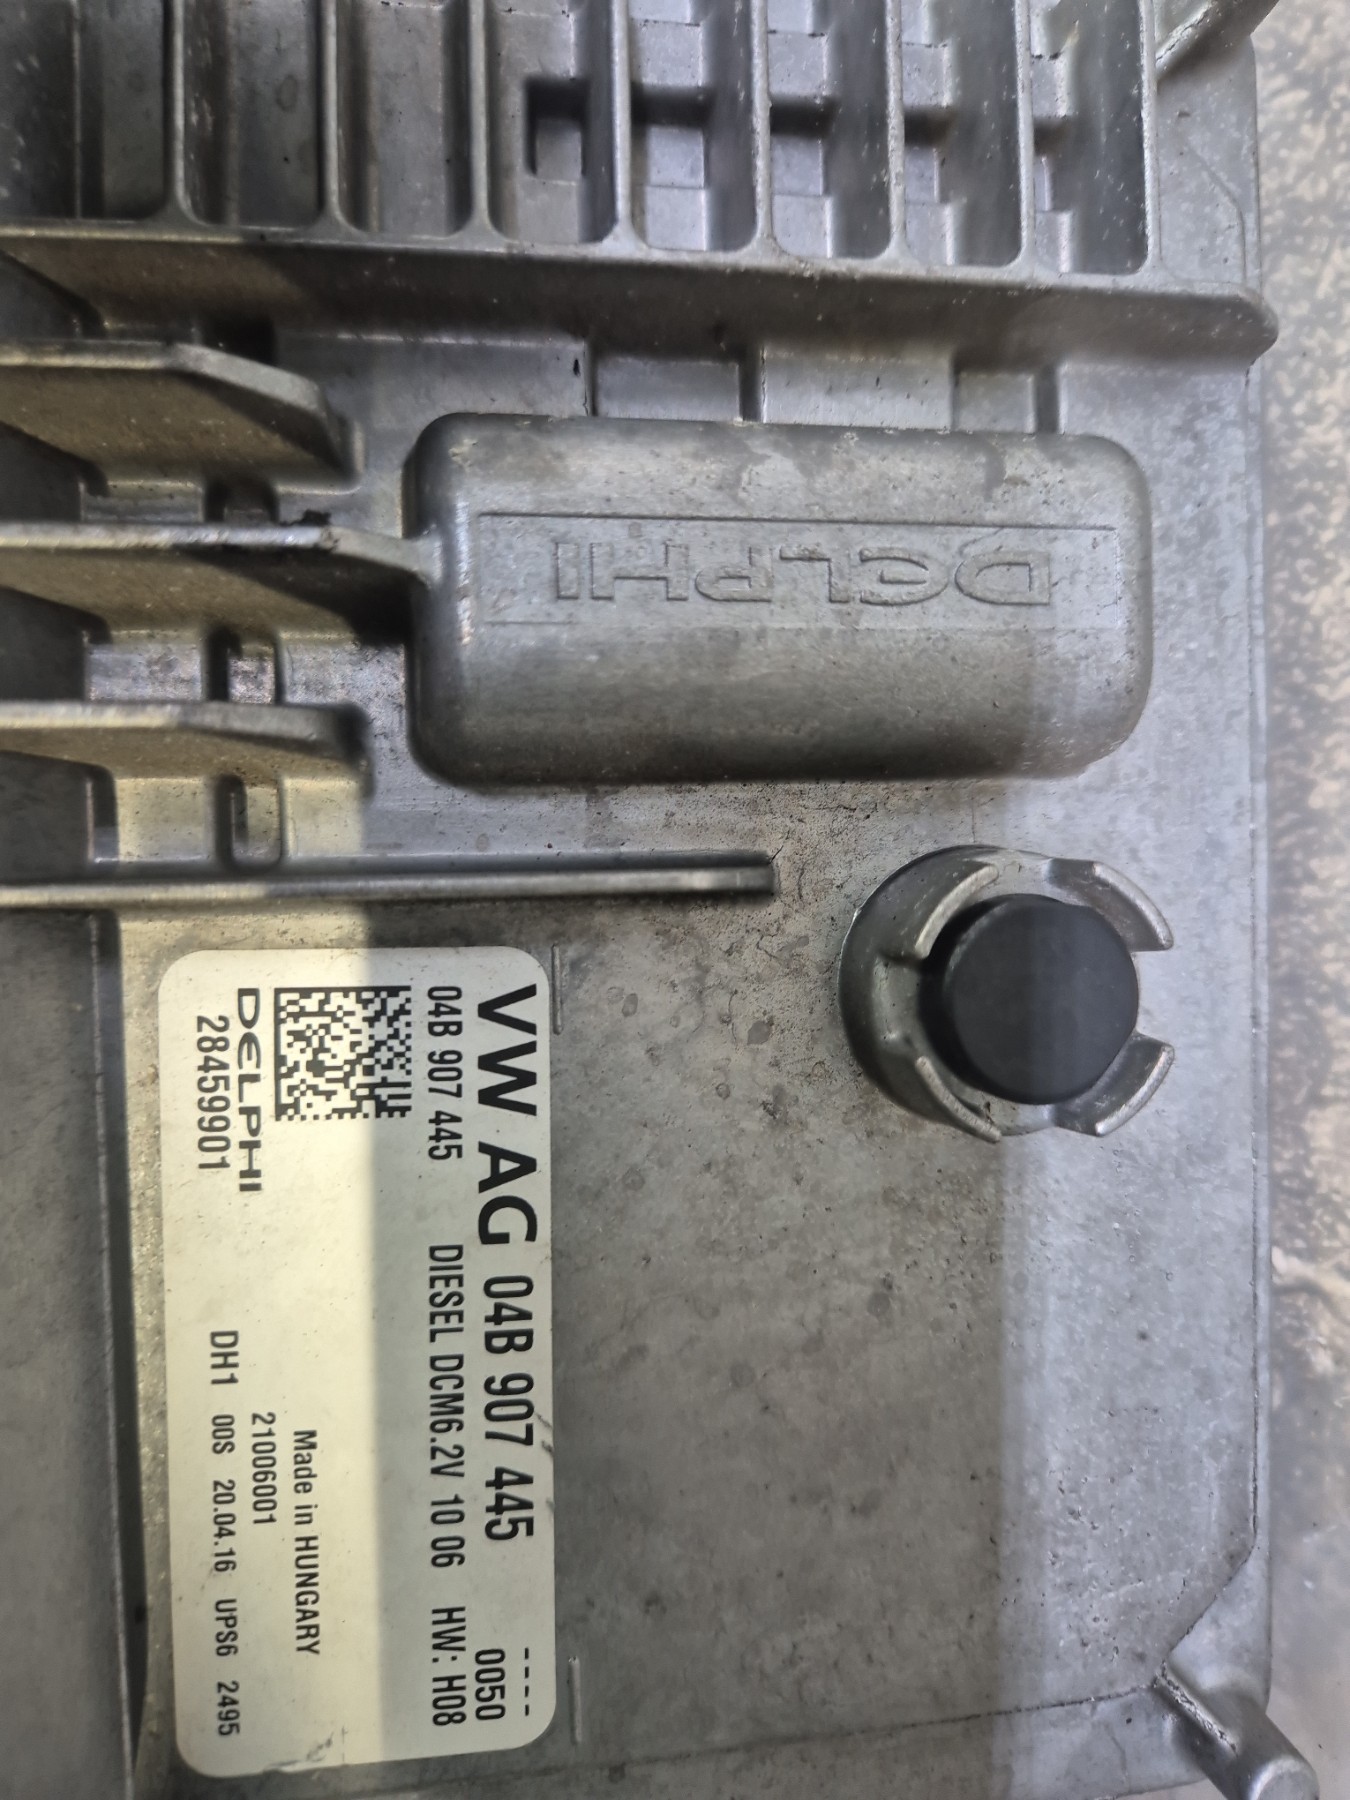 DELPHI
VW AG 04B 907 445 ----
0050
04B 907 445 DIESEL DCM6.2V 10 06 HW: H08
Made in HUNGARY
DELPHI 21006001
28459901 DH1 00S 20.04.16 UPS6 2495